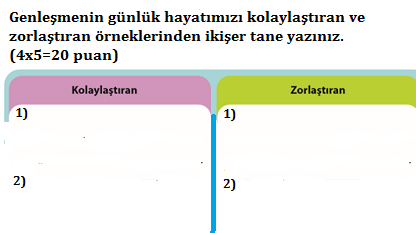 Genleşmenin günlük hayatımızı kolaylaştıran ve
zorlaştıran örneklerinden ikişer tane yazınız.
(4x5=20 puan)
Kolaylaştıran
Zorlaştıran
1)
1)
2)
2)